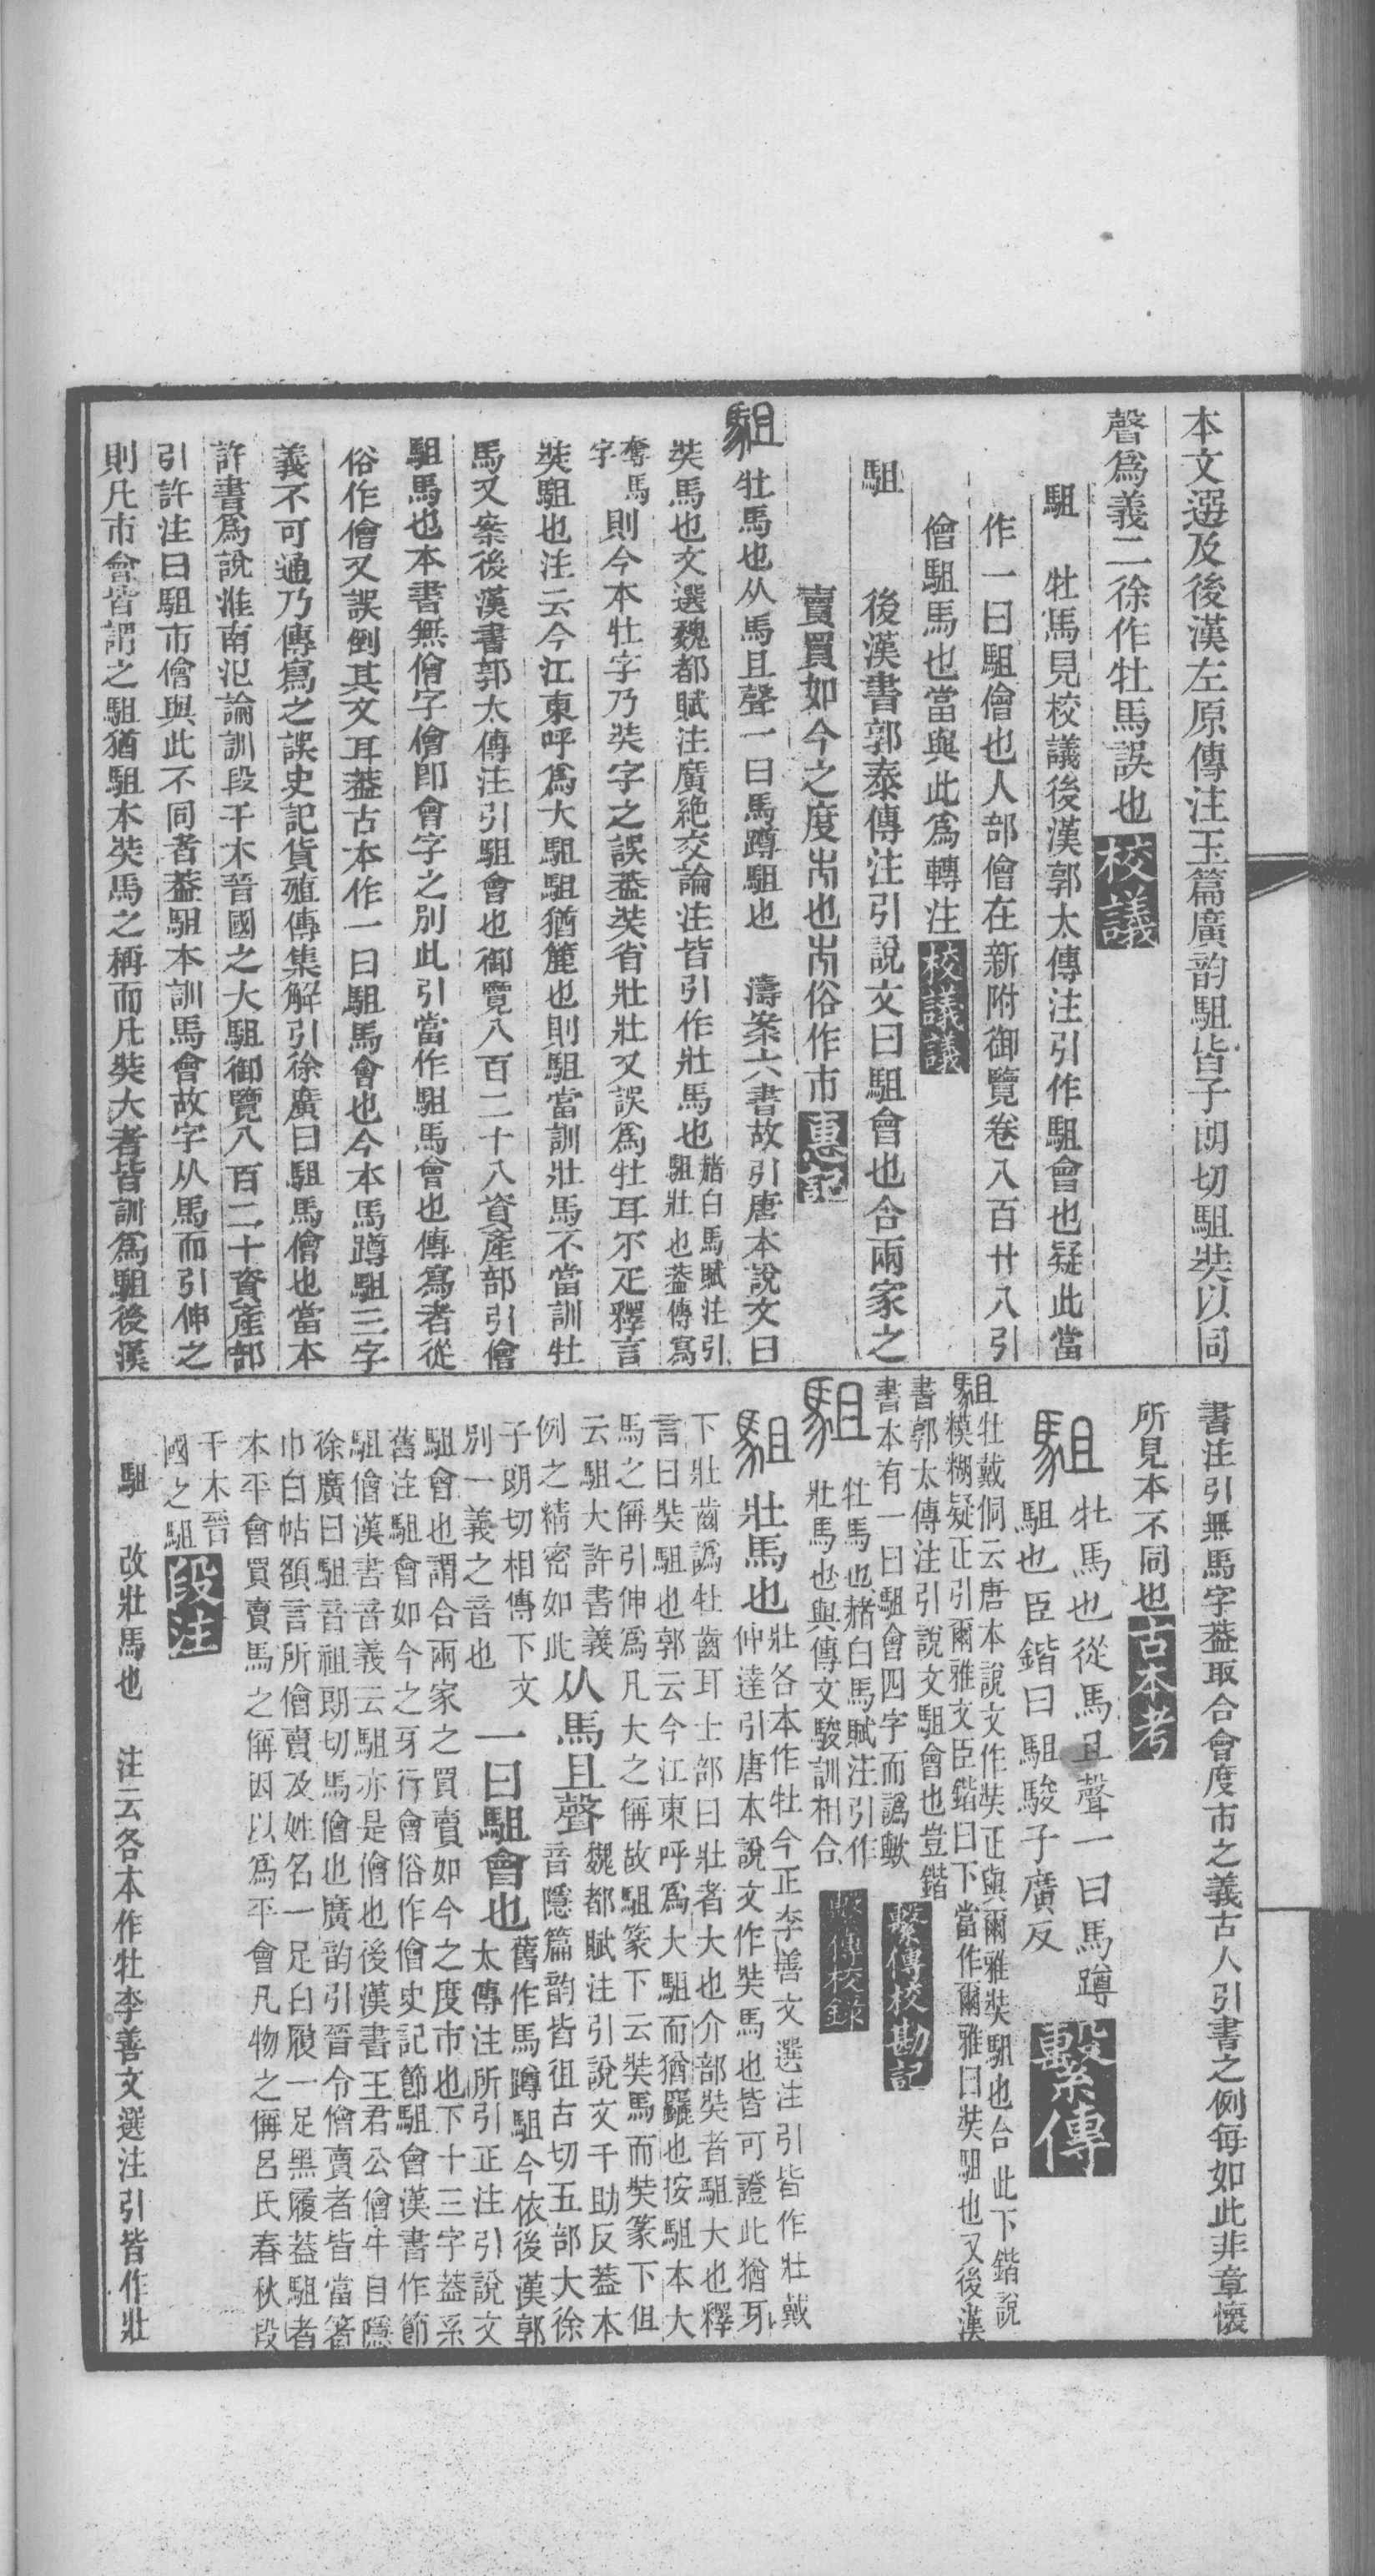 本文選及後漢左原傳注玉篇廣韵駔皆子朗切駔奘以同
聲爲義二徐作牡馬誤也 校議
駔 牡馬見校議後漢郭太傳注引作駔會也疑此當
作一曰駔儈也人部儈在新附御覽卷八百廿八引
儈駔馬也當與此爲轉注 校議議
駔 後漢書郭泰傳注引說文曰駔會也合兩家之
賣買如今之度㞢也㞢俗作市 惠記
駔 牡馬也从馬且聲一曰馬蹲駔也 濤案六書故引唐本說文曰
奘馬也文選魏都賦注廣絶交論注皆引作壯馬也 赭白馬賦注引駔壯也葢傳寫
奪馬字 則今本牡字乃奘字之誤葢奘省壯壯又誤爲牡耳尔疋釋言
奘駔也注云今江東呼爲大駔駔猶麤也則駔當訓壯馬不當訓牡
馬又案後漢書郭太傳注引駔會也御覽八百二十八資產部引儈
駔馬也本書無儈字儈卽會字之別此引當作駔馬會也傳寫者從
俗作儈又誤倒其文耳葢古本作一曰駔馬會也今本馬蹲駔三字
義不可通乃傳寫之誤史記貨殖傳集解引徐廣曰駔馬儈也當本
許書爲說淮南氾論訓段干木晉國之大駔御覽八百二十資產部
引許注曰駔市儈與此不同者葢駔本訓馬會故字从馬而引伸之
則凡市會皆謂之駔猶駔本奘馬之稱而凡奘大者皆訓爲駔後漢
書注引無馬字葢取合會度市之義古人引書之例每如此非章懷
所見本不同也 古本考
駔 牡馬也從馬且聲一曰馬蹲
駔也臣鍇曰駔駿子廣反 繫傳
駔 牡戴侗云唐本說文作奘正與爾雅奘駔也合此下鍇說
模糊疑正引爾雅文臣鍇曰下當作爾雅曰奘駔也又後漢
書郭太傳注引說文駔會也豈鍇
書本有一曰駔會四字而譌歟 繫傳校勘記
駔 牡馬也赭白馬賦注引作
壯馬也與傳文駿訓相合 繫傳校錄
駔 壯馬也 壯各本作牡今正李善文選注引皆作壯戴
仲達引唐本說文作奘馬也皆可證此猶牙
下壯齒譌牡齒耳士部曰壯者大也介部奘者駔大也釋
言曰奘駔也郭云今江東呼爲大駔而猶麤也按駔本大
馬之偁引伸爲凡大之偁故駔篆下云奘馬而奘篆下但
云駔大許書義
例之精密如此 从馬且聲 魏都賦注引說文千助反葢本
音隱篇韵皆徂古切五部大徐
子朗切相傳下文
別一義之音也 一曰駔會也 舊作馬蹲駔今依後漢郭
太傳注所引正注引說文
駔會也謂合兩家之買賣如今之度市也下十三字葢系
舊注駔會如今之牙行會俗作儈史記節駔會漢書作節
駔儈漢書音義云駔亦是儈也後漢書王君公儈牛自隱
徐廣曰駔音祖朗切馬儈也廣韵引晉令儈賣者皆當著
巾白帖額言所儈賣及姓名一足白履一足黑履葢駔者
本平會買賣馬之偁因以爲平會凡物之偁呂氏春秋段
干木晉
國之駔 段注
駔 改壯馬也 注云各本作牡李善文選注引皆作壯